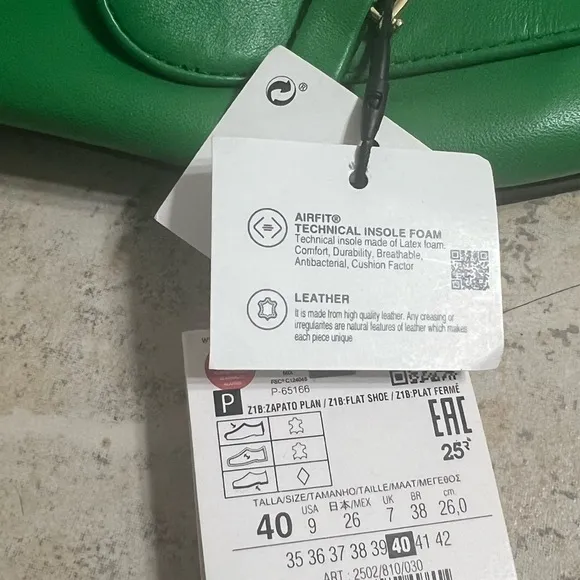 ®
AIRFIT®
TECHNICAL INSOLE FOAM
Technical insole made of Latex foam.
Comfort, Durability, Breathable,
Antibacterial, Cushion Factor
LEATHER
It is made from high quality leather. Any creasing or
irregularites are natural features of leather which makes
each piece unique
P-65166
P Z1B:ZAPATO PLAN / Z1B:FLAT SHOE / Z1B:PLAT FERMÉ
EAC
TALLA/SIZE/TAMANHO/TAILLE/MAAT/ΜΕΓΕΘΟΣ
USA 日本/MEX UK BR cm.
40 9 26 7 38 26,0
35 36 37 38 39 40 41 42
ART.: 2502/810/030